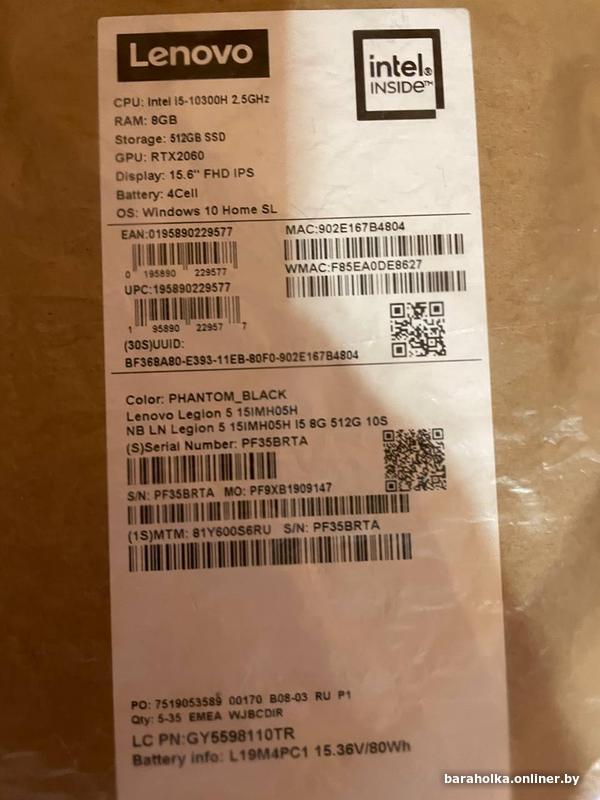 Lenovo
intel®
INSIDE™
CPU: Intel I5-10300H 2.5GHz
RAM: 8GB
Storage: 512GB SSD
GPU: RTX2060
Display: 15.6" FHD IPS
Battery: 4Cell
OS: Windows 10 Home SL
EAN:0195890229577
MAC:902E167B4804
0 195890 229577
WMAC:F85EA0DE8627
UPC:195890229577
1 95890 22957 7
(30S)UUID:
BF368A80-E393-11EB-80F0-902E167B4804
Color: PHANTOM_BLACK
Lenovo Legion 5 15IMH05H
NB LN Legion 5 15IMH05H I5 8G 512G 10S
(S)Serial Number: PF35BRTA
S/N: PF35BRTA MO: PF9XB1909147
(1S)MTM: 81Y600S6RU S/N: PF35BRTA
PO: 7519053589 00170 B08-03 RU P1
Qty: 5-35 EMEA WJBCDIR
LC PN:GY5598110TR
Battery info: L19M4PC1 15.36V/80Wh
baraholka.onliner.by